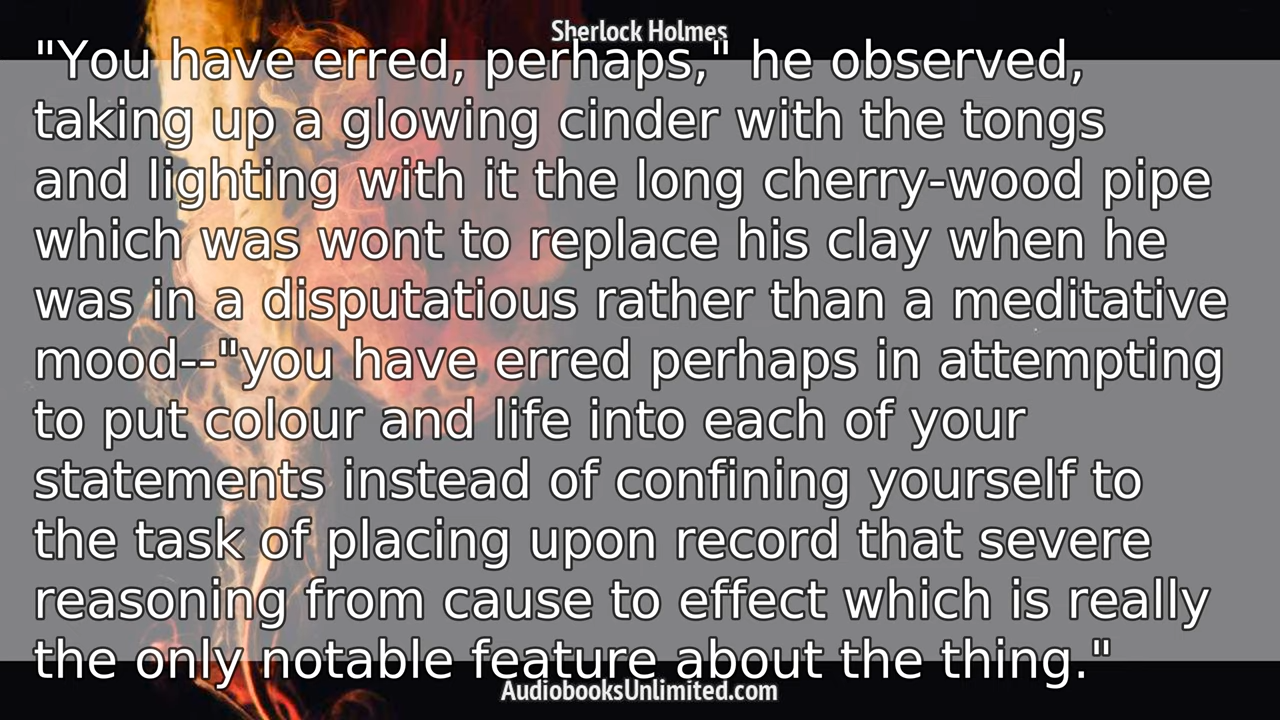 Sherlock Holmes
"You have erred, perhaps," he observed,
taking up a glowing cinder with the tongs
and lighting with it the long cherry-wood pipe
which was wont to replace his clay when he
was in a disputatious rather than a meditative
mood--"you have erred perhaps in attempting
to put colour and life into each of your
statements instead of confining yourself to
the task of placing upon record that severe
reasoning from cause to effect which is really
the only notable feature about the thing."
AudiobooksUnlimited.com